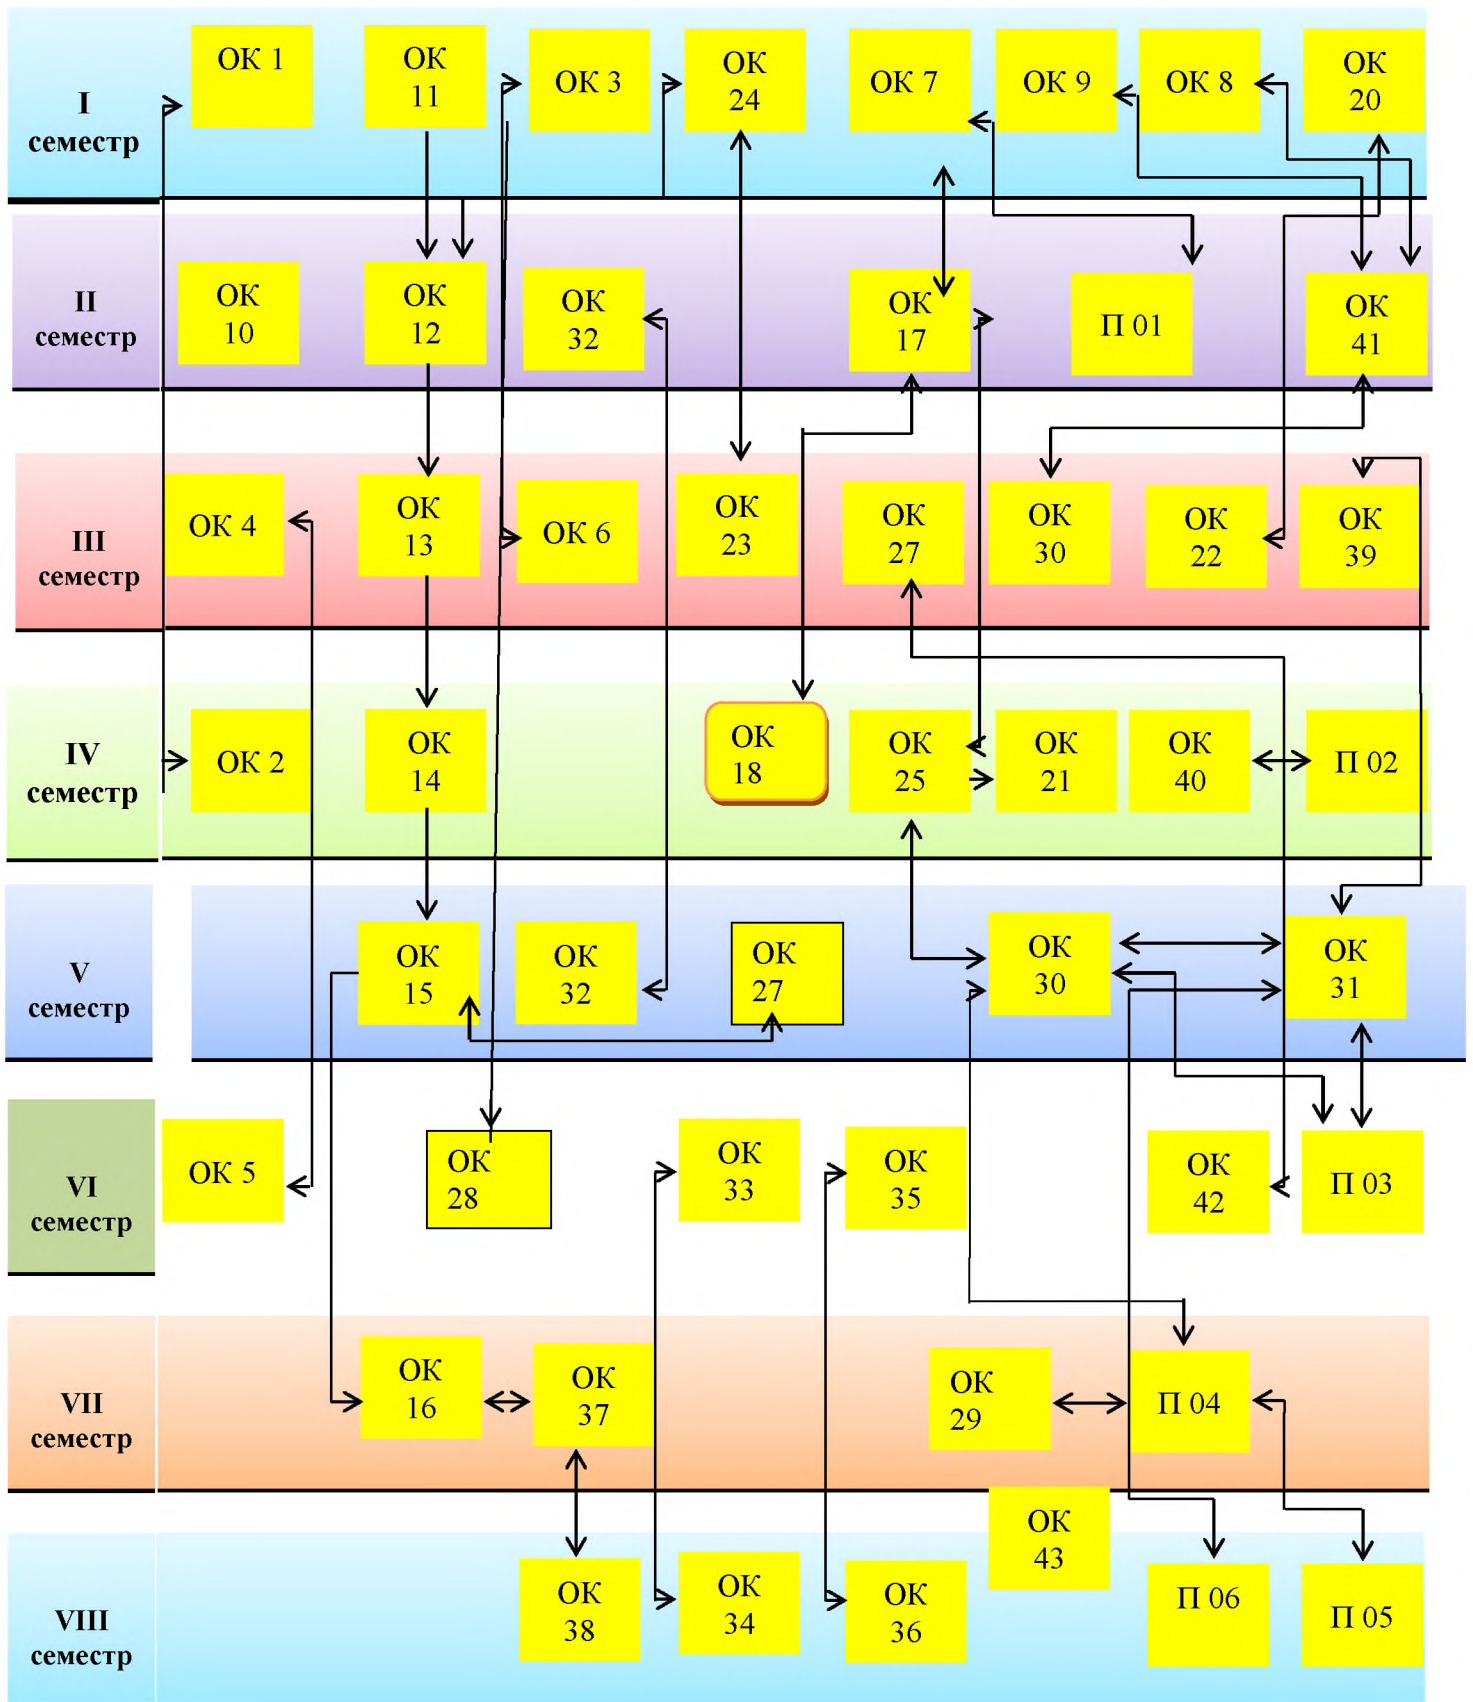 I
семестр
ОК 1
ОК
11
ОК 3
ОК
24
ОК 7
ОК 9
ОК 8
ОК
20
II
семестр
ОК
10
ОК
12
ОК
32
ОК
17
П 01
ОК
41
III
семестр
ОК 4
ОК
13
ОК 6
ОК
23
ОК
27
ОК
30
ОК
22
ОК
39
IV
семестр
ОК 2
ОК
14
ОК
18
ОК
25
ОК
21
ОК
40
П 02
V
семестр
ОК
15
ОК
32
ОК
27
ОК
30
ОК
31
VI
семестр
ОК 5
ОК
28
ОК
33
ОК
35
ОК
42
П 03
VII
семестр
ОК
16
ОК
37
ОК
29
П 04
ОК
43
VIII
семестр
ОК
38
ОК
34
ОК
36
П 06
П 05